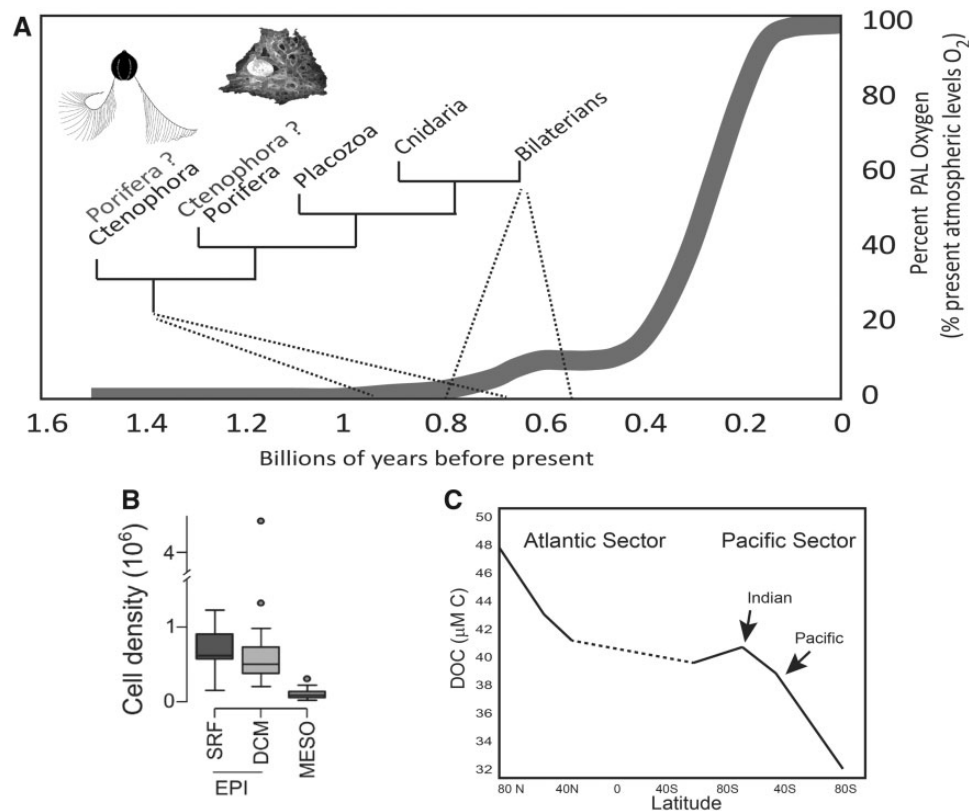 A
Porifera ?
Ctenophora
Ctenophora ?
Porifera
Placozoa
Cnidaria
Bilaterians
100
80
60
40
20
0
Percent PAL Oxygen
(% present atmospheric levels O2)
1.6 1.4 1.2 1 0.8 0.6 0.4 0.2 0
Billions of years before present
B
Cell density (10^6)
4
1
0
SRF
DCM
MESO
EPI
C
DOC (μM C)
50
48
46
44
42
40
38
36
34
32
Atlantic Sector Pacific Sector
Indian
Pacific
80 N 40N 0 40S 80S 40S 80S
Latitude